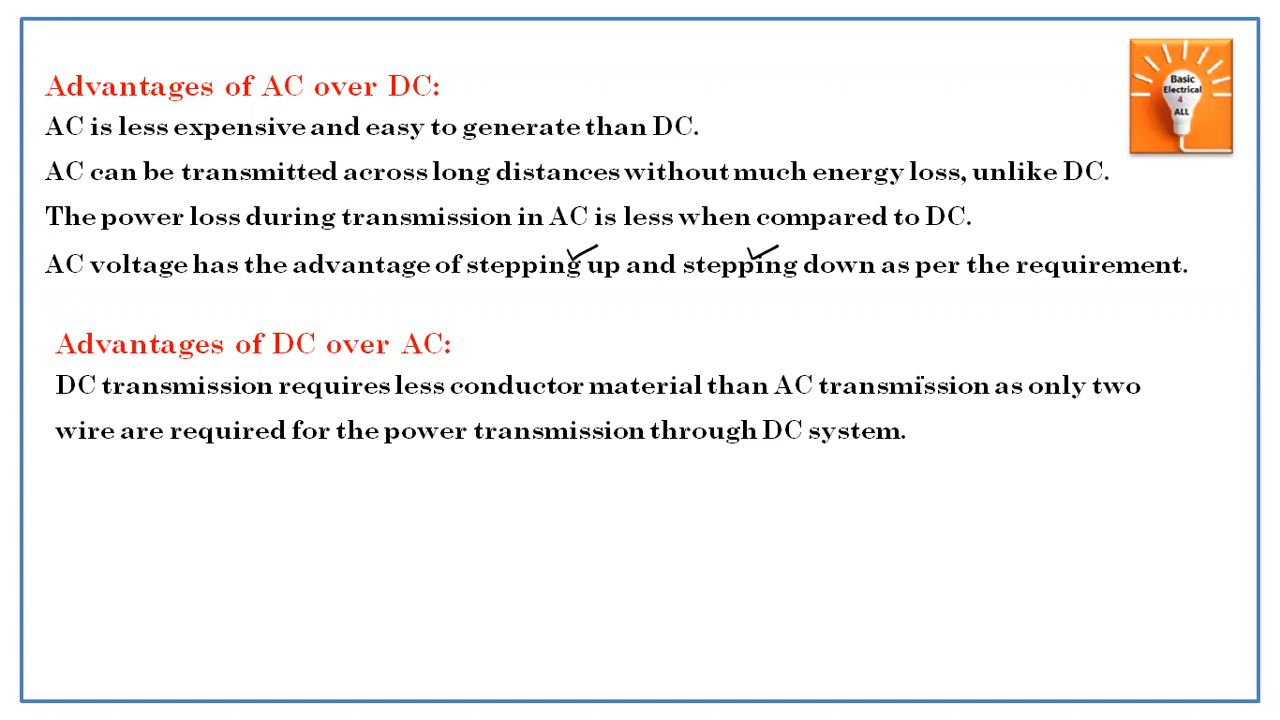 Advantages of AC over DC:
AC is less expensive and easy to generate than DC.
AC can be transmitted across long distances without much energy loss, unlike DC.
The power loss during transmission in AC is less when compared to DC.
AC voltage has the advantage of stepping up and stepping down as per the requirement.
Advantages of DC over AC:
DC transmission requires less conductor material than AC transmission as only two
wire are required for the power transmission through DC system.
Basic
Electrical
4
ALL